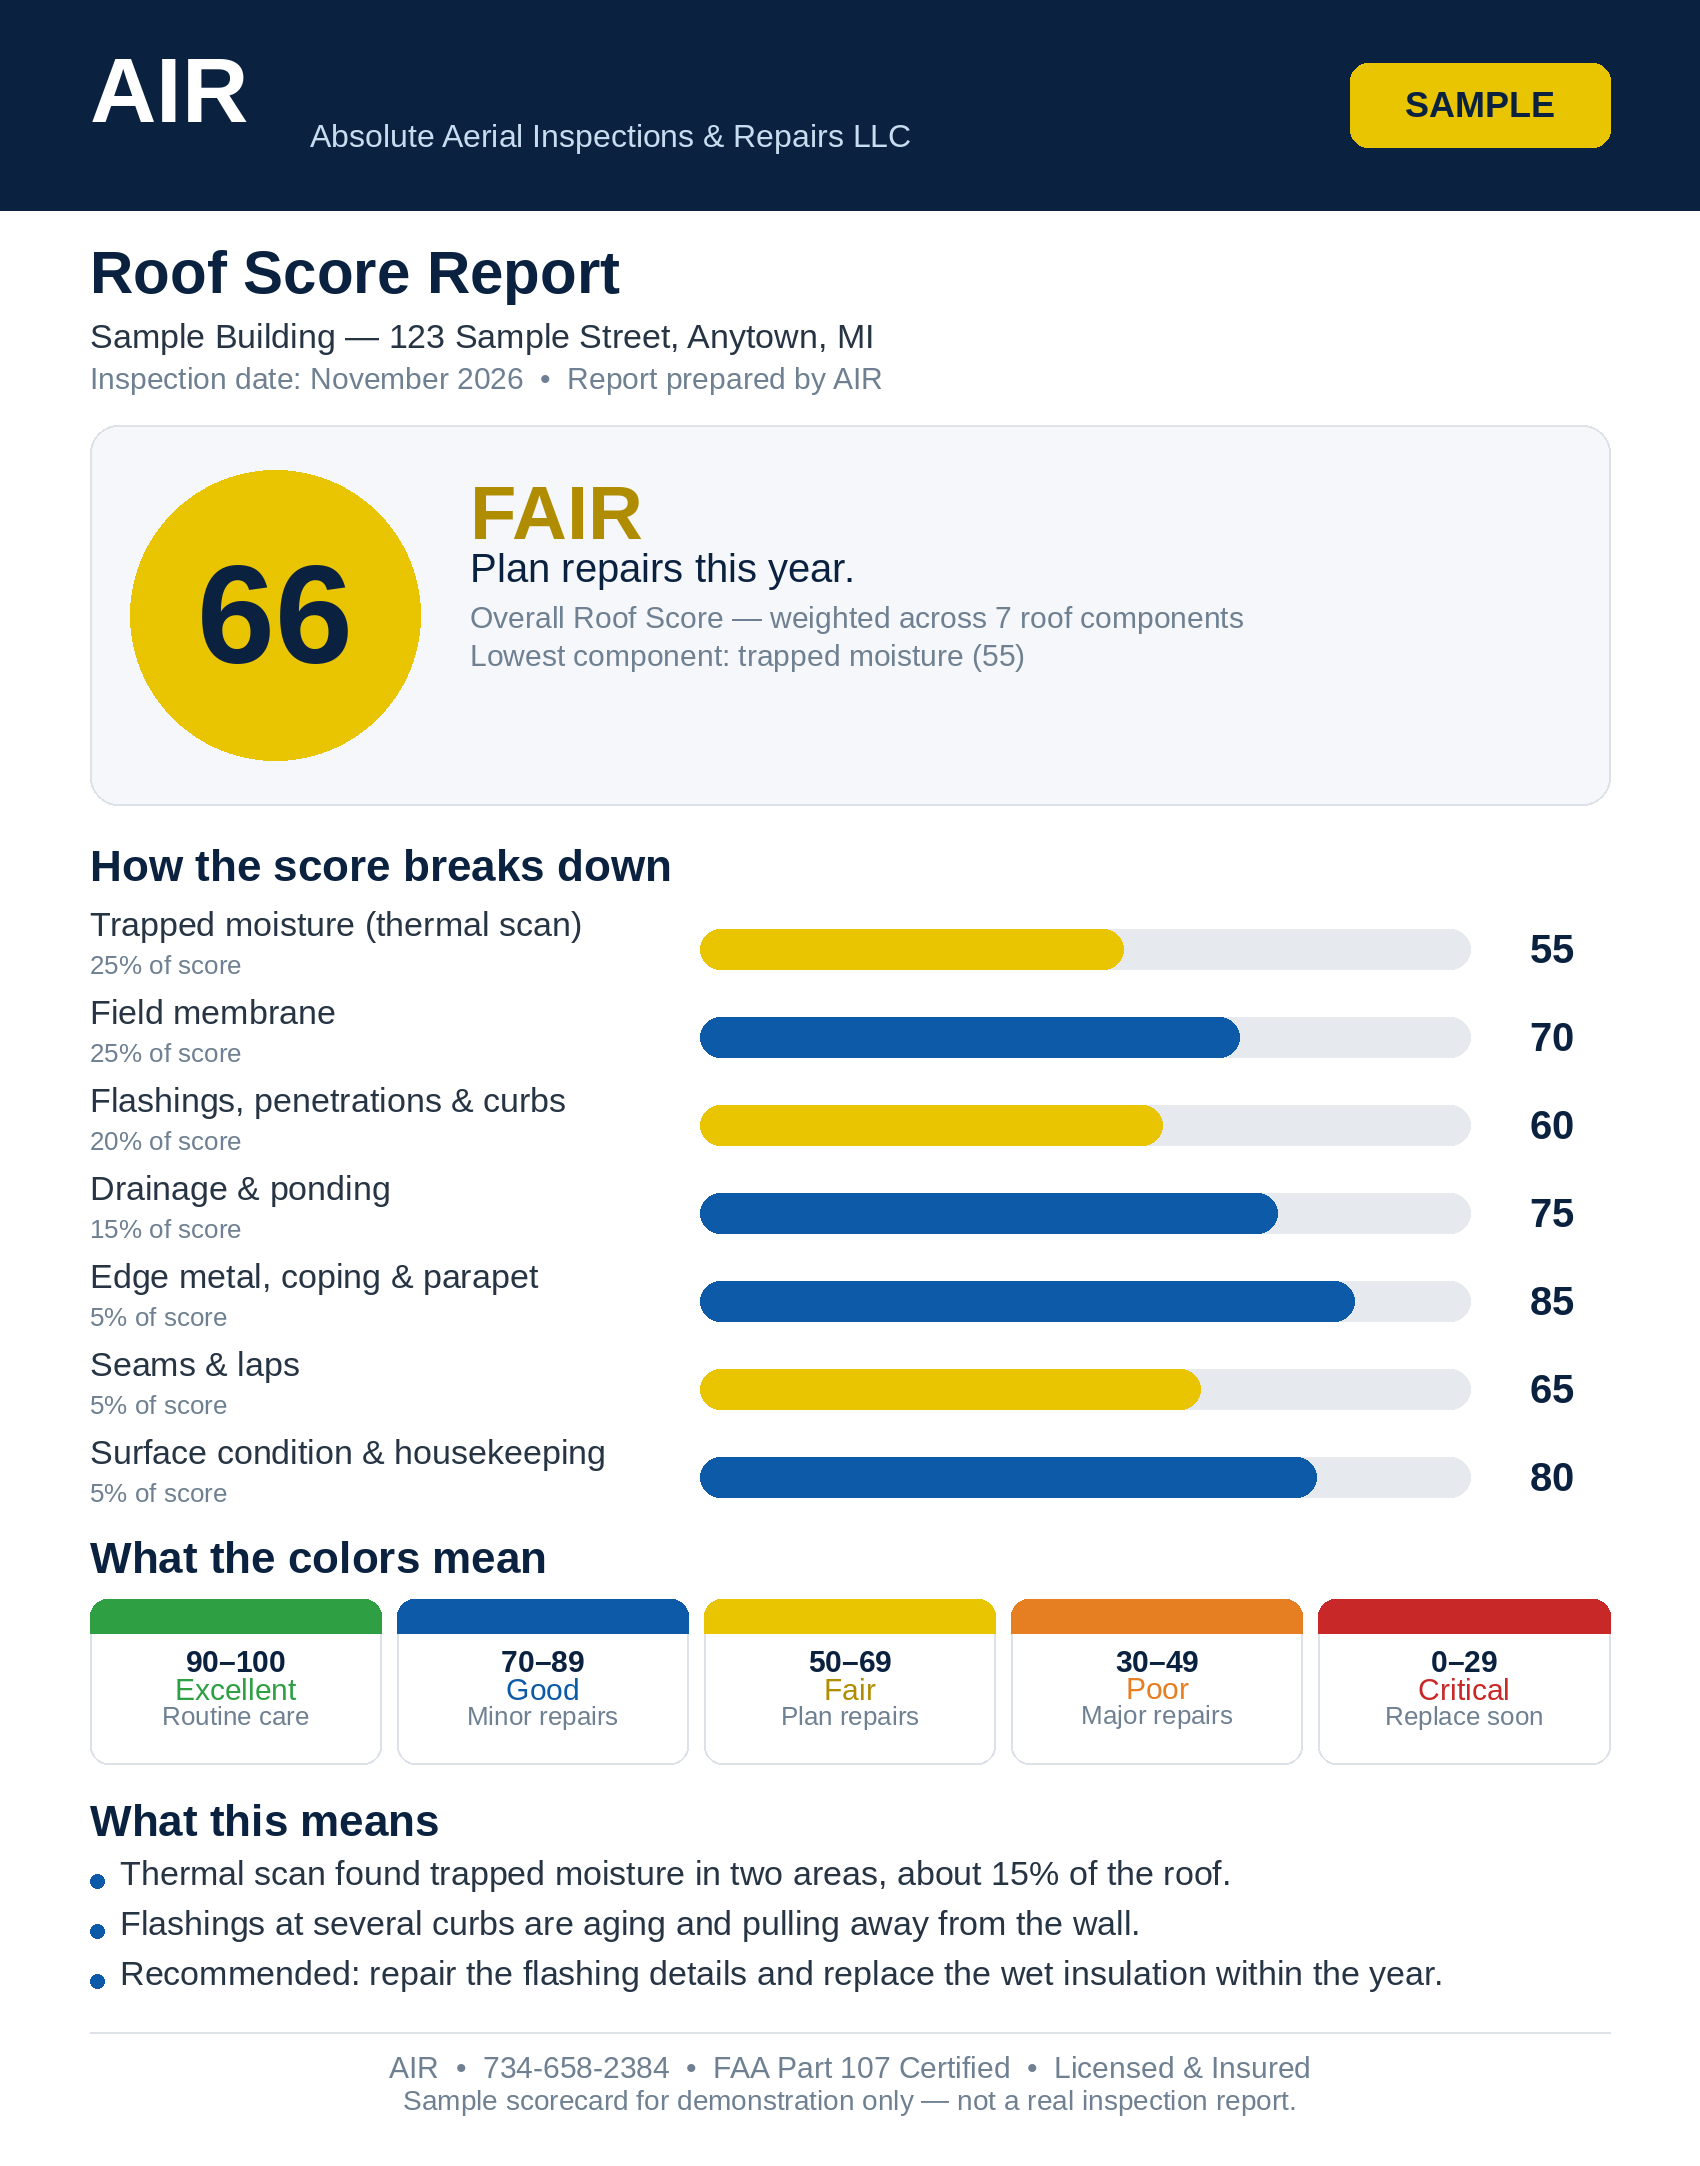 AIR
Absolute Aerial Inspections & Repairs LLC
SAMPLE
Roof Score Report
Sample Building — 123 Sample Street, Anytown, MI
Inspection date: November 2026 • Report prepared by AIR
66
FAIR
Plan repairs this year.
Overall Roof Score — weighted across 7 roof components
Lowest component: trapped moisture (55)
How the score breaks down
Trapped moisture (thermal scan)
25% of score
55
Field membrane
25% of score
70
Flashings, penetrations & curbs
20% of score
60
Drainage & ponding
15% of score
75
Edge metal, coping & parapet
5% of score
85
Seams & laps
5% of score
65
Surface condition & housekeeping
5% of score
80
What the colors mean
90–100
Excellent
Routine care
70–89
Good
Minor repairs
50–69
Fair
Plan repairs
30–49
Poor
Major repairs
0–29
Critical
Replace soon
What this means
• Thermal scan found trapped moisture in two areas, about 15% of the roof.
• Flashings at several curbs are aging and pulling away from the wall.
• Recommended: repair the flashing details and replace the wet insulation within the year.
AIR • 734-658-2384 • FAA Part 107 Certified • Licensed & Insured
Sample scorecard for demonstration only — not a real inspection report.